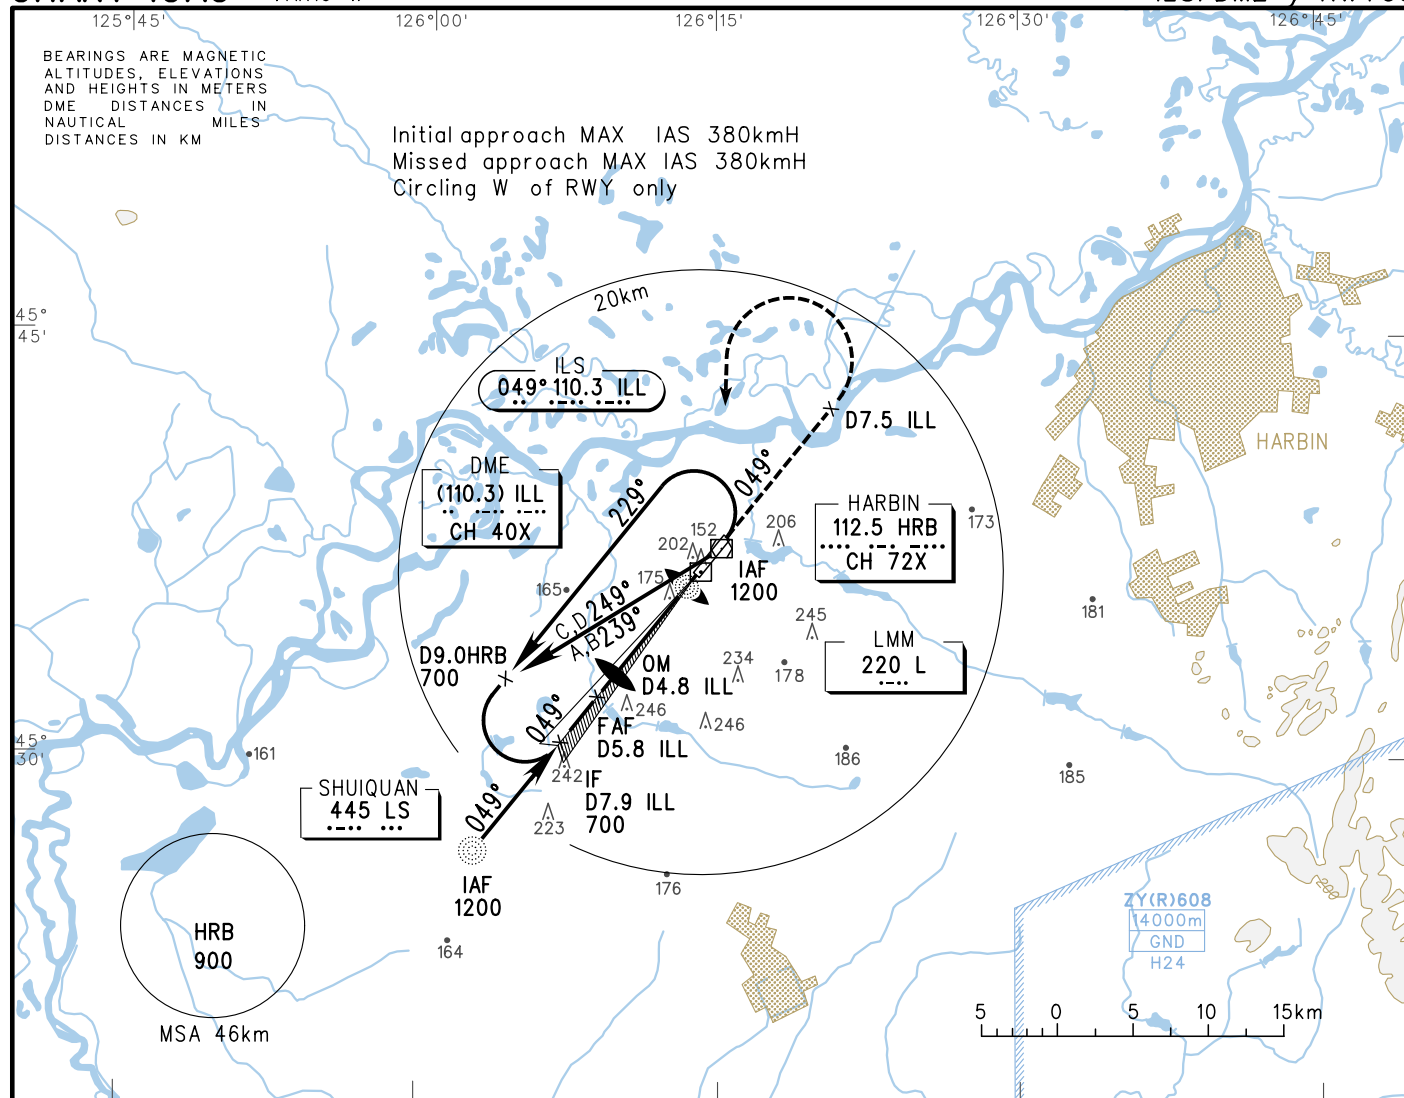 125°45'
126°00'
126°15'
126°30'
126°45'
BEARINGS ARE MAGNETIC
ALTITUDES, ELEVATIONS
AND HEIGHTS IN METERS
DME DISTANCES IN
NAUTICAL MILES
DISTANCES IN KM
Initial approach MAX IAS 380kmH
Missed approach MAX IAS 380kmH
Circling W of RWY only
45°
45'
20km
ILS
049° 110.3 ILL
D7.5 ILL
HARBIN
DME
(110.3) ILL
CH 40X
229°
049°
HARBIN
112.5 HRB
CH 72X
173
206
152
202
175
IAF
1200
165
C,D 249°
A,B 239°
181
245
LMM
220 L
D9.0HRB
700
OM
D4.8 ILL
234
178
246
246
049°
FAF
D5.8 ILL
45°
30'
161
186
185
242
IF
D7.9 ILL
700
SHUIQUAN
445 LS
049°
223
IAF
1200
176
164
HRB
900
MSA 46km
200
ZY(R)608
14000m
GND
H24
5 0 5 10 15km